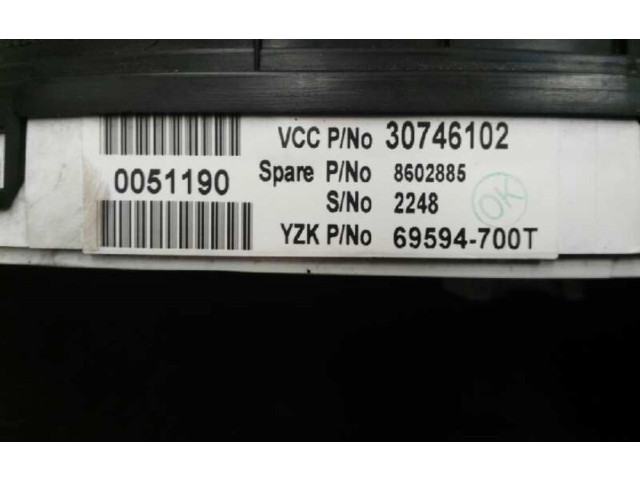 VCC P/No 30746102
0051190
Spare P/No 8602885
S/No 2248
OK
YZK P/No 69594-700T